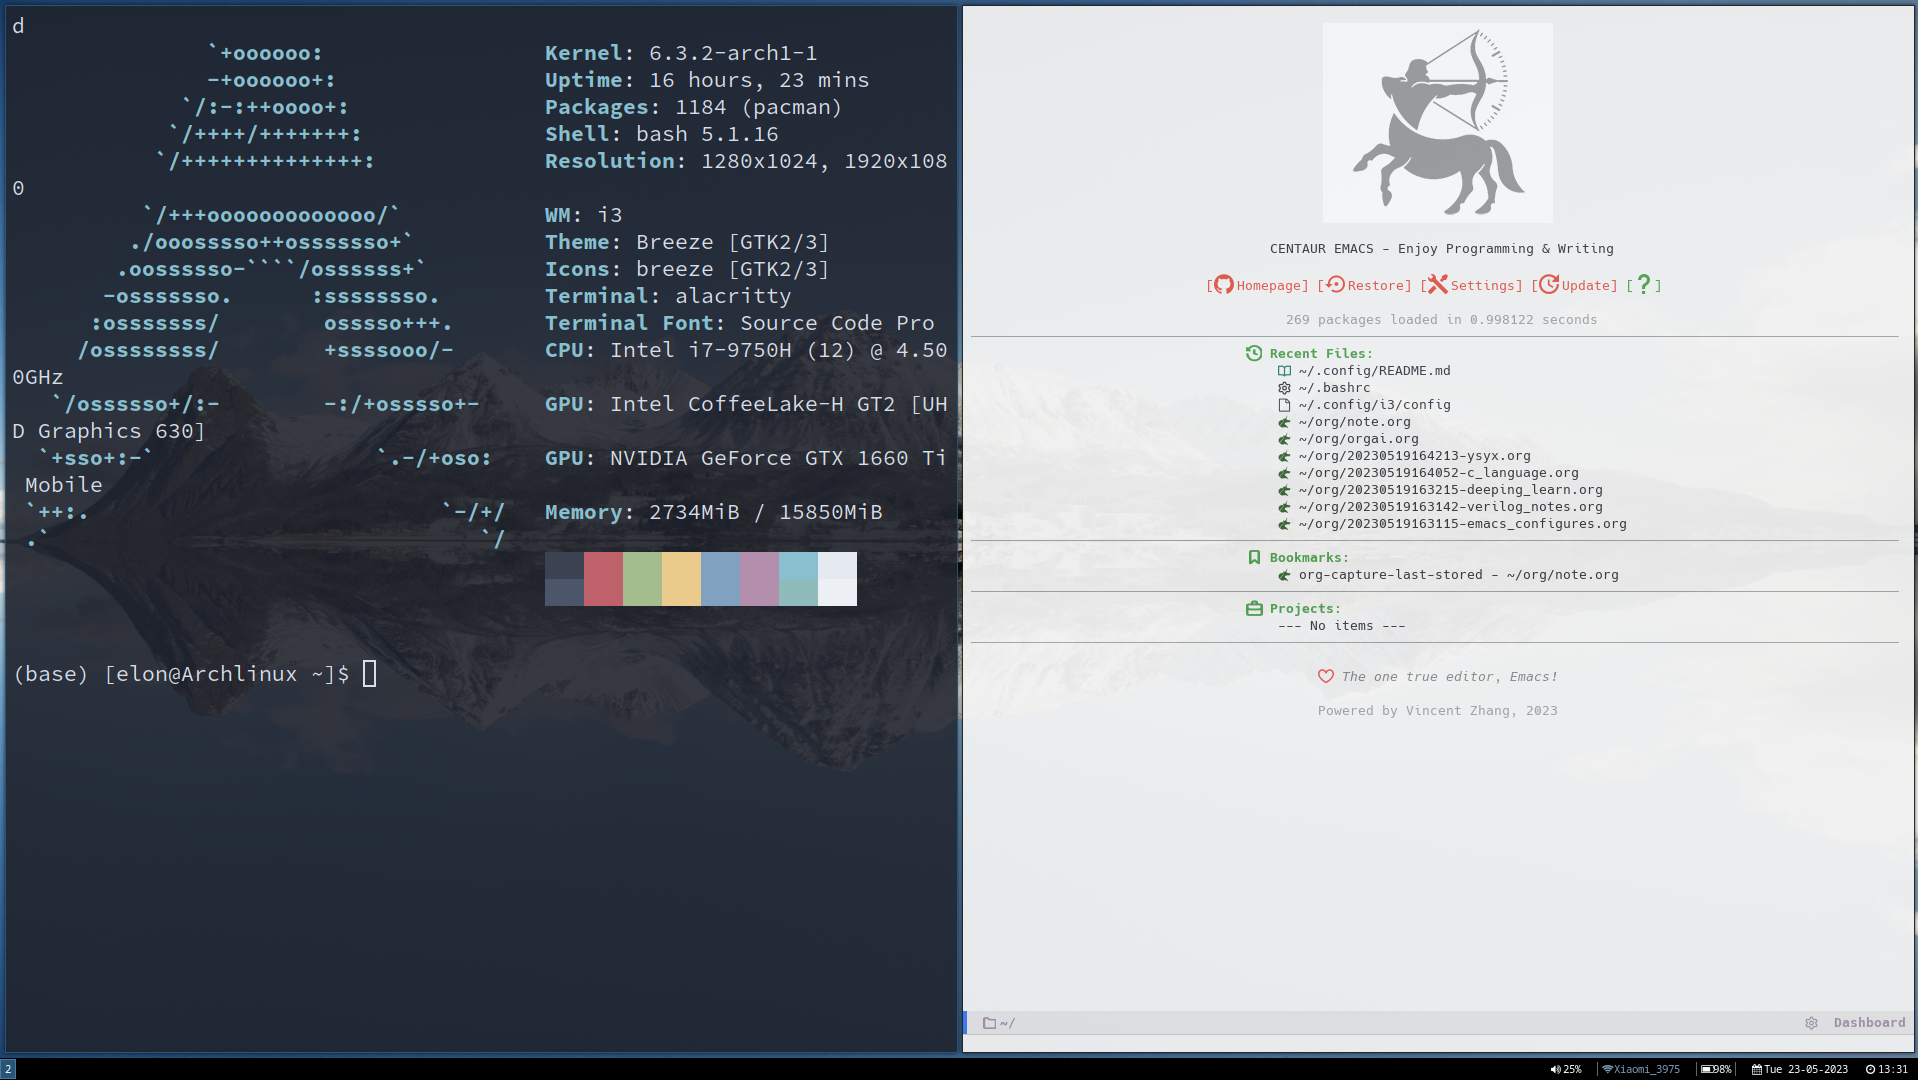 d
`+oooooo:
Kernel: 6.3.2-arch1-1
-+oooooo+:
Uptime: 16 hours, 23 mins
`/:-:++oooo+:
Packages: 1184 (pacman)
`/++++/+++++++:
Shell: bash 5.1.16
`/++++++++++++++:
Resolution: 1280x1024, 1920x108
0
`/+++ooooooooooooo/`
WM: i3
./ooosssso++osssssso+`
Theme: Breeze [GTK2/3]
.oossssso-````/ossssss+`
Icons: breeze [GTK2/3]
-osssssso. :ssssssso.
Terminal: alacritty
:osssssss/ osssso+++.
Terminal Font: Source Code Pro
/ossssssss/ +ssssooo/-
CPU: Intel i7-9750H (12) @ 4.50
0GHz
`/ossssso+/:- -:/+osssso+-
GPU: Intel CoffeeLake-H GT2 [UH
D Graphics 630]
`+sso+:-` `.-/+oso:
GPU: NVIDIA GeForce GTX 1660 Ti
Mobile
`++:. `-/+/
Memory: 2734MiB / 15850MiB
.` `/
(base) [elon@Archlinux ~]$
CENTAUR EMACS - Enjoy Programming & Writing
[Homepage] [Restore] [Settings] [Update] [?]
269 packages loaded in 0.998122 seconds
Recent Files:
~/.config/README.md
~/.bashrc
~/.config/i3/config
~/org/note.org
~/org/orgai.org
~/org/20230519164213-ysyx.org
~/org/20230519164052-c_language.org
~/org/20230519163215-deeping_learn.org
~/org/20230519163142-verilog_notes.org
~/org/20230519163115-emacs_configures.org
Bookmarks:
org-capture-last-stored - ~/org/note.org
Projects:
--- No items ---
The one true editor, Emacs!
Powered by Vincent Zhang, 2023
~/
Dashboard
2
25%
Xiaomi_3975
98%
Tue 23-05-2023
13:31